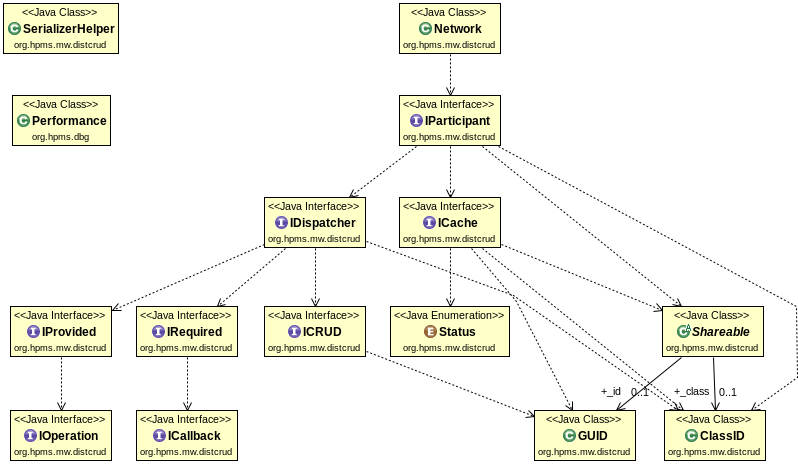 <<Java Class>>
SerializerHelper
org.hpms.mw.distcrud
<<Java Class>>
Network
org.hpms.mw.distcrud
<<Java Class>>
Performance
org.hpms.dbg
<<Java Interface>>
IParticipant
org.hpms.mw.distcrud
<<Java Interface>>
IDispatcher
org.hpms.mw.distcrud
<<Java Interface>>
ICache
org.hpms.mw.distcrud
<<Java Interface>>
IProvided
org.hpms.mw.distcrud
<<Java Interface>>
IRequired
org.hpms.mw.distcrud
<<Java Interface>>
ICRUD
org.hpms.mw.distcrud
<<Java Enumeration>>
Status
org.hpms.mw.distcrud
<<Java Class>>
Shareable
org.hpms.mw.distcrud
+_id 0..1
+_class 0..1
<<Java Interface>>
IOperation
org.hpms.mw.distcrud
<<Java Interface>>
ICallback
org.hpms.mw.distcrud
<<Java Class>>
GUID
org.hpms.mw.distcrud
<<Java Class>>
ClassID
org.hpms.mw.distcrud